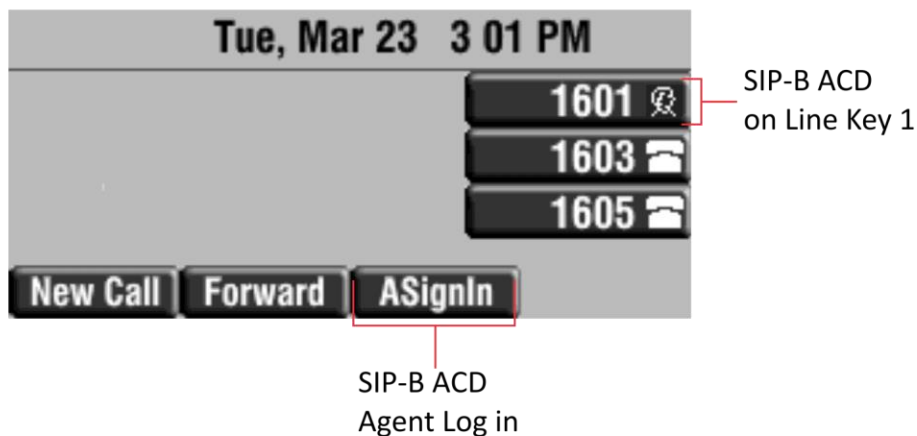 Tue, Mar 23 3 01 PM
1601
SIP-B ACD
on Line Key 1
1603
1605
New Call Forward ASignIn
SIP-B ACD
Agent Log in